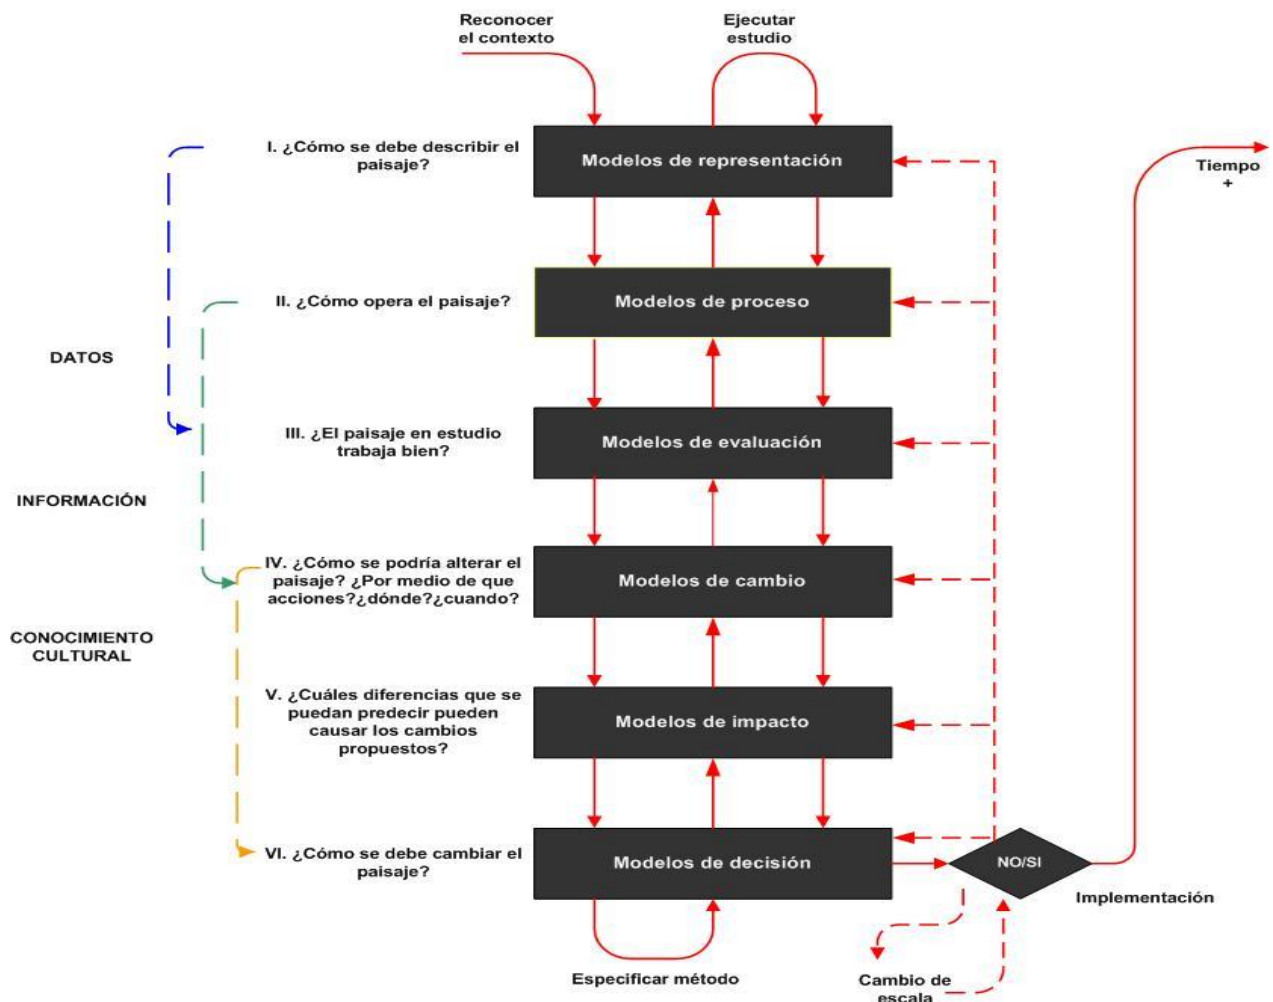 Reconocer
el contexto
Ejecutar
estudio
I. ¿Cómo se debe describir el
paisaje?
Modelos de representación
Tiempo
+
II. ¿Cómo opera el paisaje?
Modelos de proceso
DATOS
III. ¿El paisaje en estudio
trabaja bien?
Modelos de evaluación
INFORMACIÓN
IV. ¿Cómo se podría alterar el
paisaje? ¿Por medio de que
acciones?¿dónde?¿cuando?
Modelos de cambio
CONOCIMIENTO
CULTURAL
V. ¿Cuáles diferencias que se
puedan predecir pueden
causar los cambios
propuestos?
Modelos de impacto
VI. ¿Cómo se debe cambiar el
paisaje?
Modelos de decisión
NO/SI
Implementación
Especificar método
Cambio de
escala